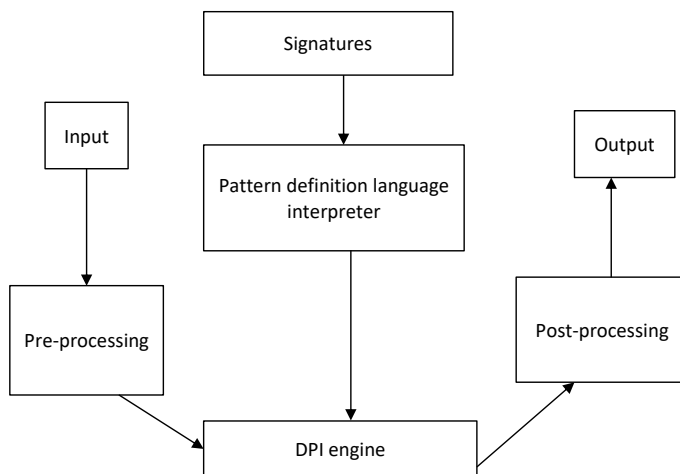 Signatures
Input
Output
Pattern definition language
interpreter
Pre-processing
Post-processing
DPI engine